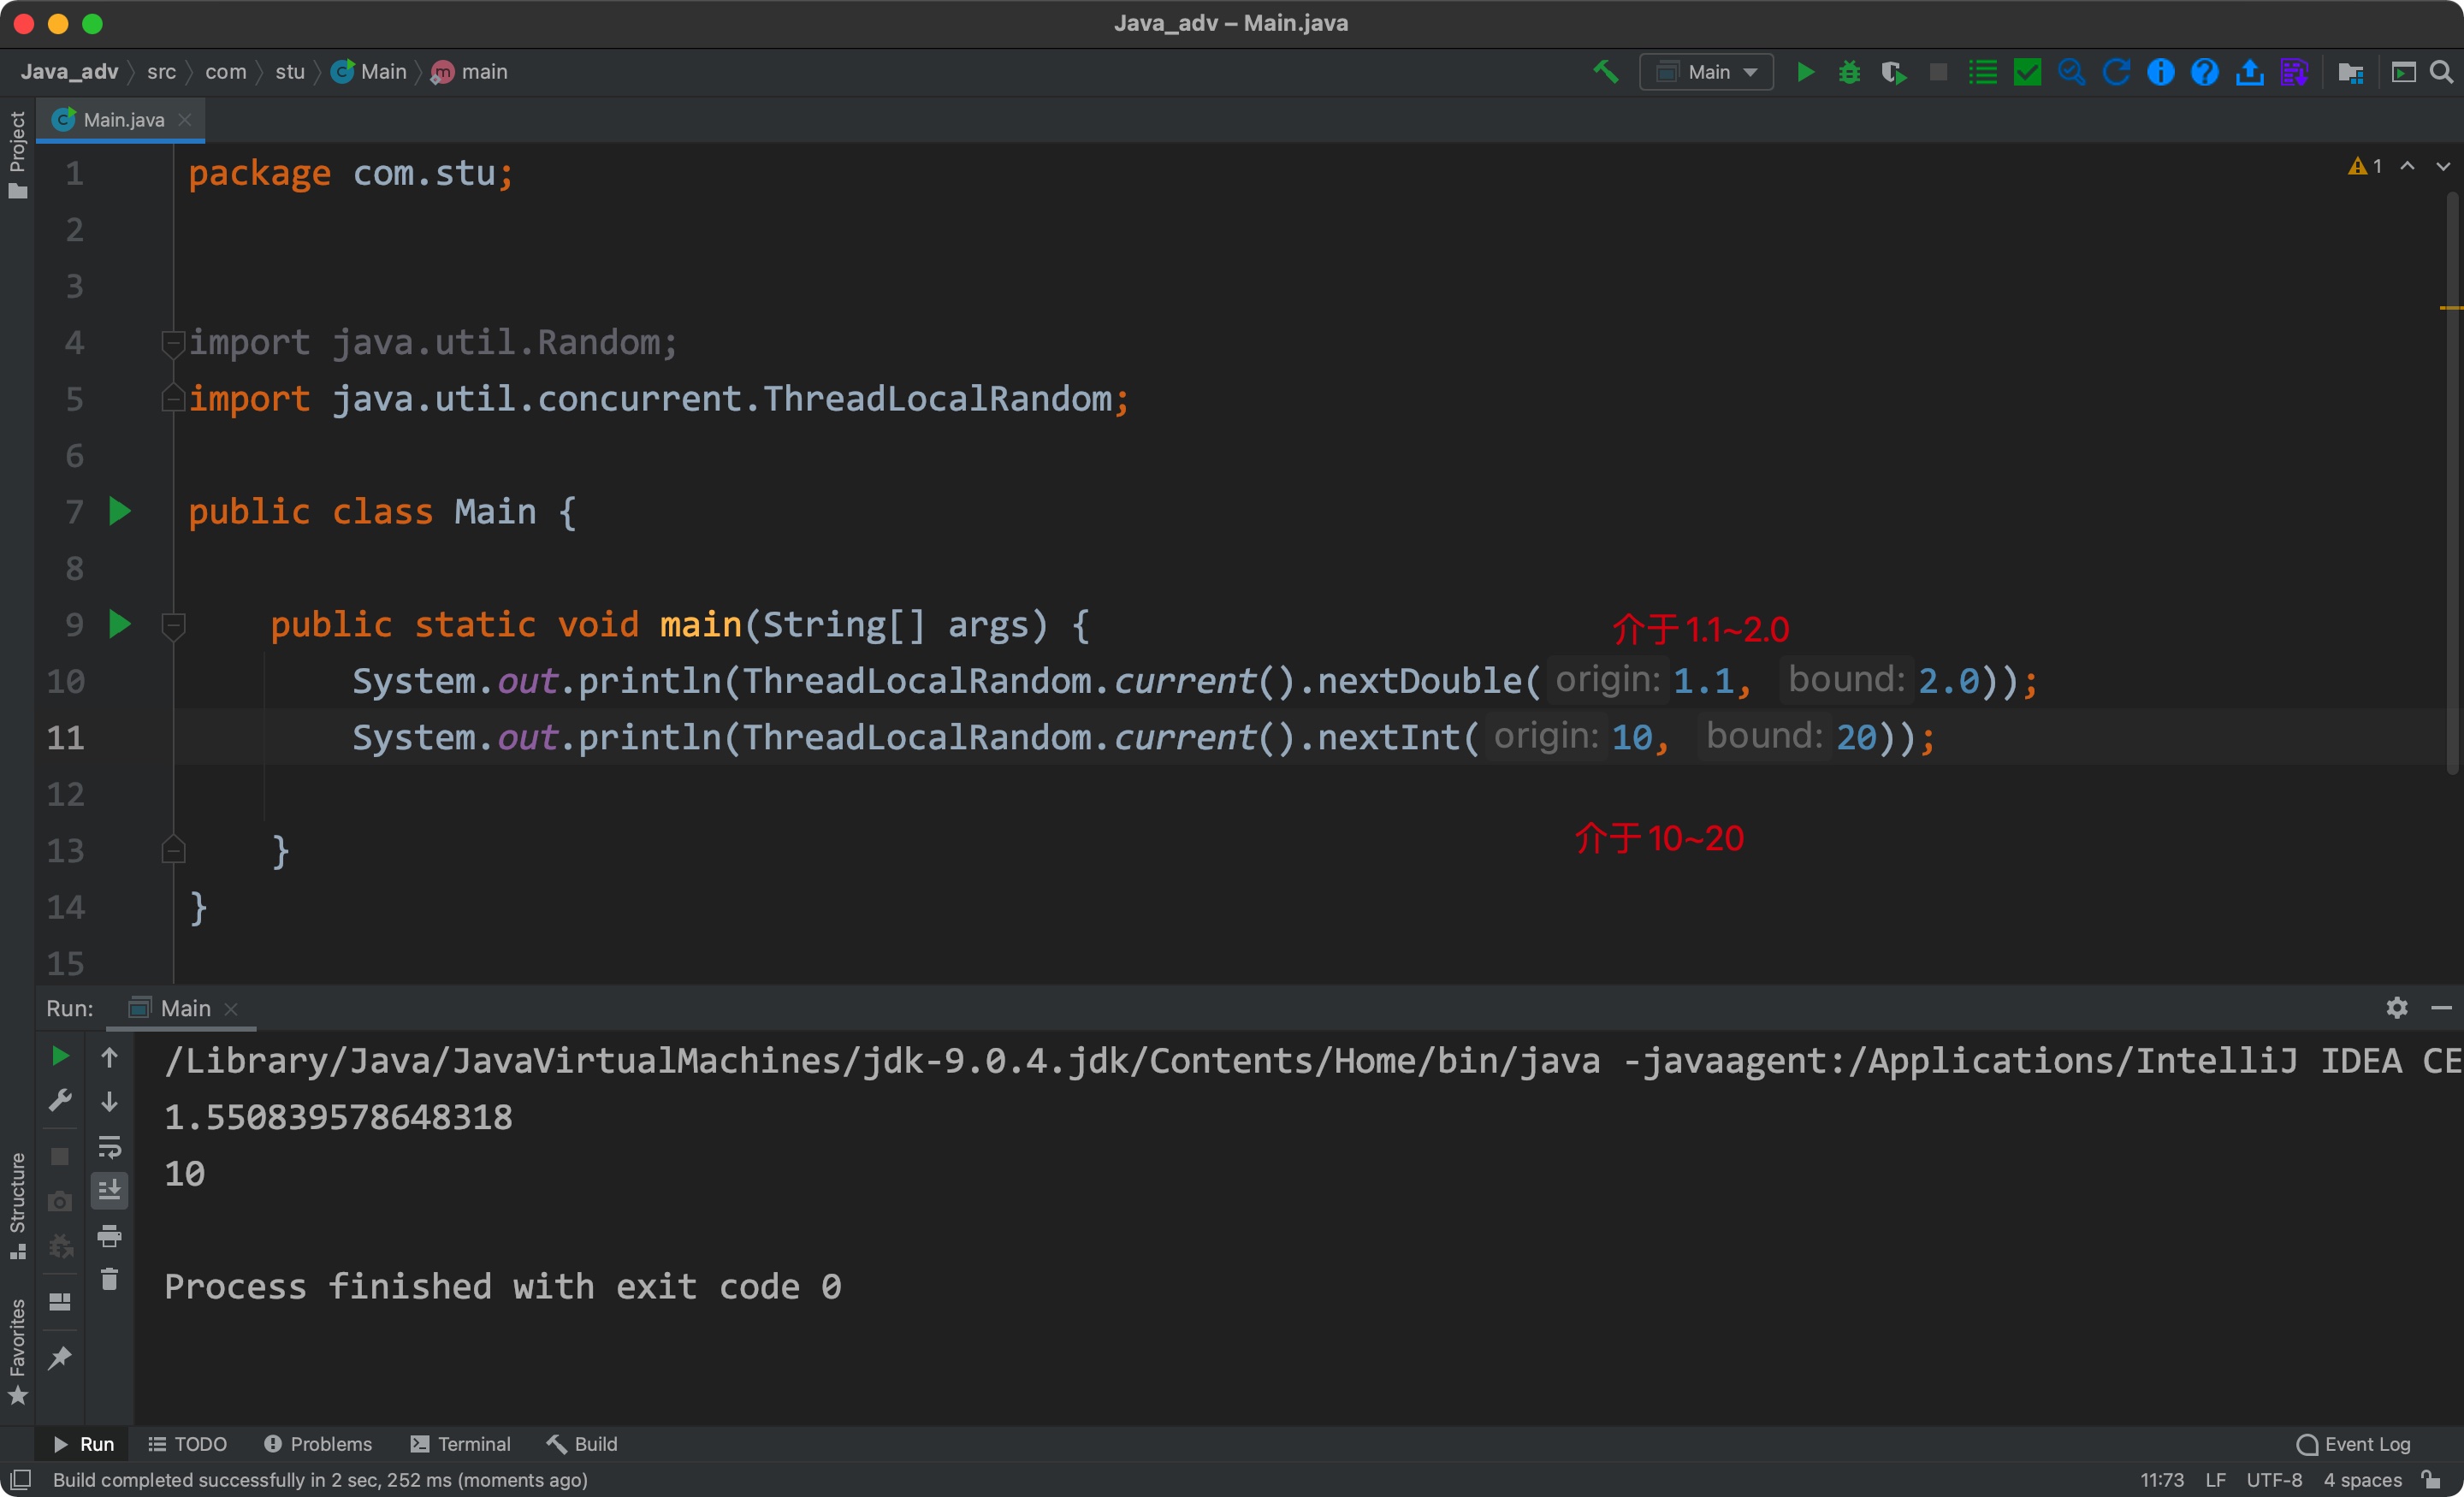 Java_adv – Main.java
Java_adv src com stu Main main
Main
Project
Main.java
1 package com.stu;
1
2
3
4 import java.util.Random;
5 import java.util.concurrent.ThreadLocalRandom;
6
7 public class Main {
8
9 public static void main(String[] args) {
介于1.1~2.0
10 System.out.println(ThreadLocalRandom.current().nextDouble( origin: 1.1, bound: 2.0));
11 System.out.println(ThreadLocalRandom.current().nextInt( origin: 10, bound: 20));
12
介于10~20
13 }
14 }
15
Run: Main
/Library/Java/JavaVirtualMachines/jdk-9.0.4.jdk/Contents/Home/bin/java -javaagent:/Applications/IntelliJ IDEA CE
1.550839578648318
10
Process finished with exit code 0
Structure
Favorites
Run TODO Problems Terminal Build Event Log
Build completed successfully in 2 sec, 252 ms (moments ago) 11:73 LF UTF-8 4 spaces